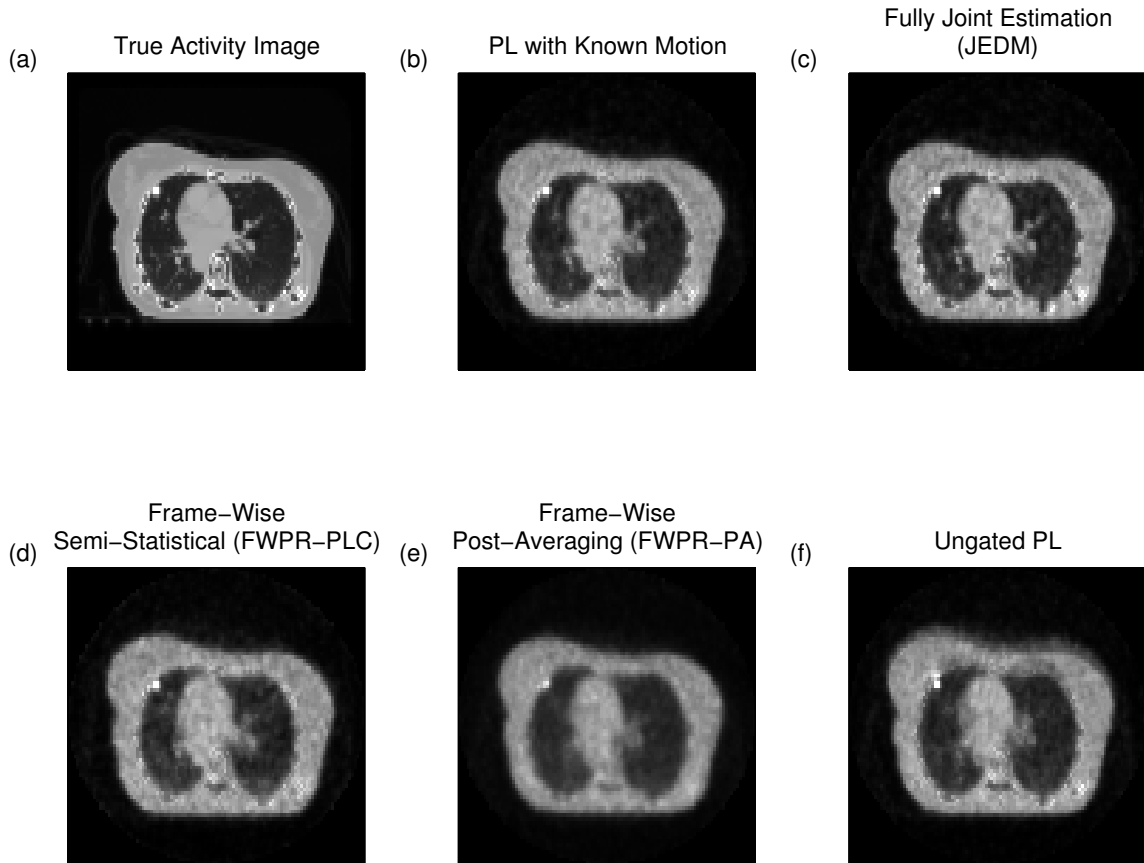 (a) True Activity Image
(b) PL with Known Motion
(c) Fully Joint Estimation
(JEDM)
(d) Frame−Wise
Semi−Statistical (FWPR−PLC)
(e) Frame−Wise
Post−Averaging (FWPR−PA)
(f) Ungated PL